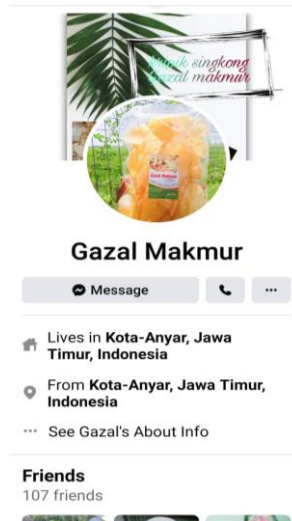 singkong
Gazal makmur
Gazal Makmur
Message
Lives in Kota-Anyar, Jawa
Timur, Indonesia
From Kota-Anyar, Jawa Timur,
Indonesia
See Gazal's About Info
Friends
107 friends